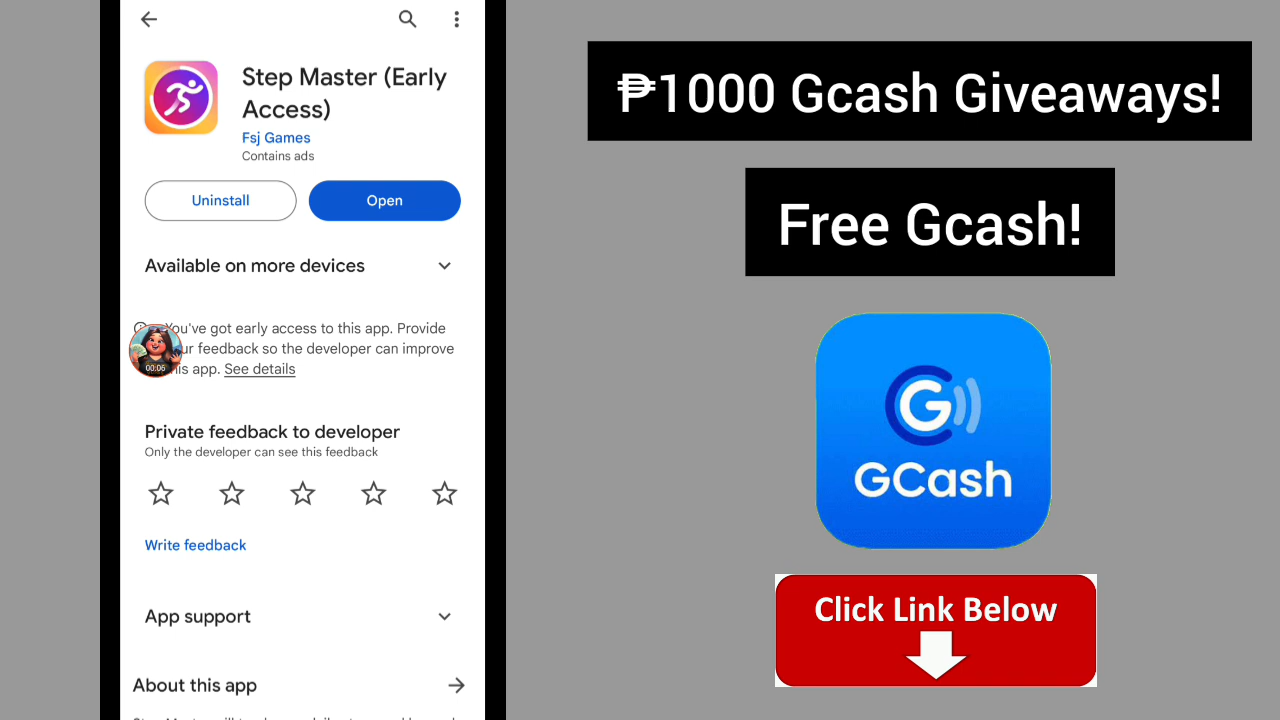 Step Master (Early
Access)
Fsj Games
Contains ads
Uninstall
Open
Available on more devices
You've got early access to this app. Provide
feedback so the developer can improve
app. See details
00:06
Private feedback to developer
Only the developer can see this feedback
Write feedback
App support
About this app
₱1000 Gcash Giveaways!
Free Gcash!
G
GCash
Click Link Below